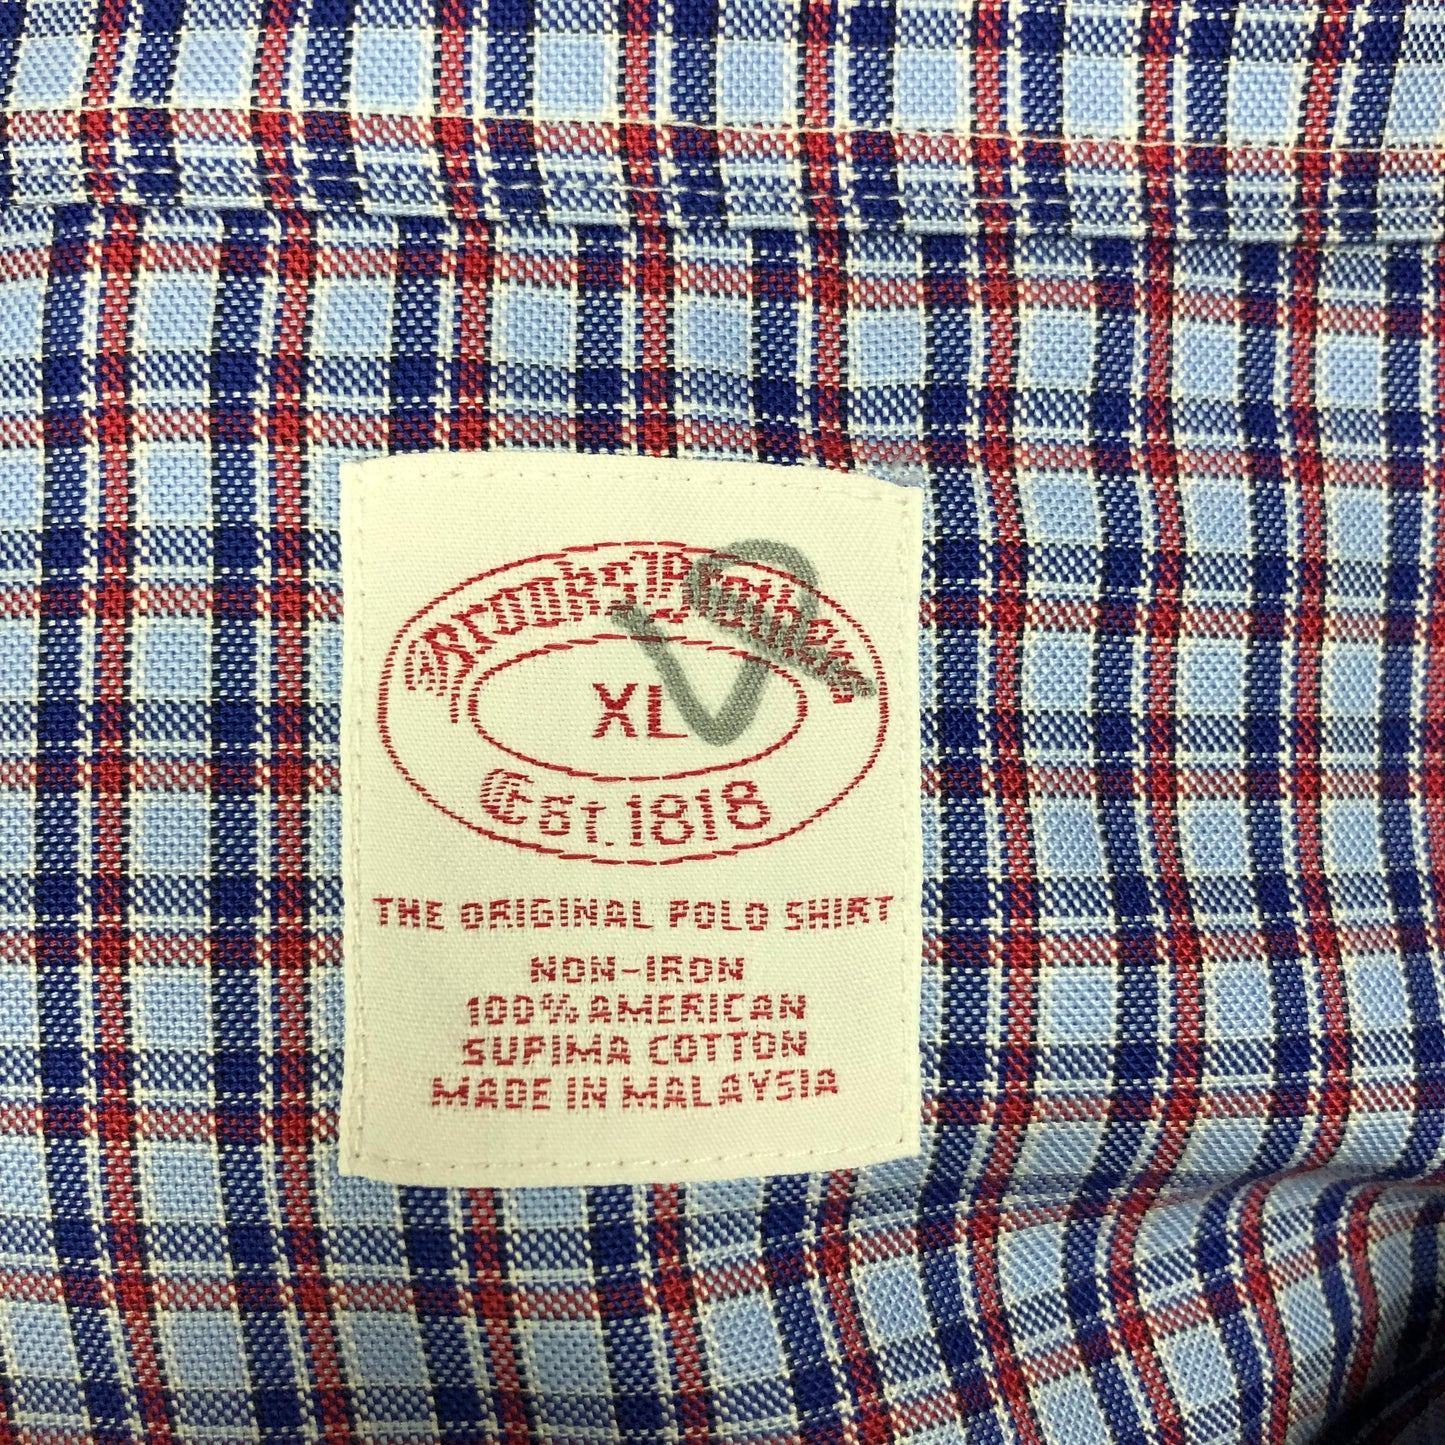 Brooks Brothers
XL
Est. 1818
THE ORIGINAL POLO SHIRT
NON-IRON
100% AMERICAN
SUPIMA COTTON
MADE IN MALAYSIA